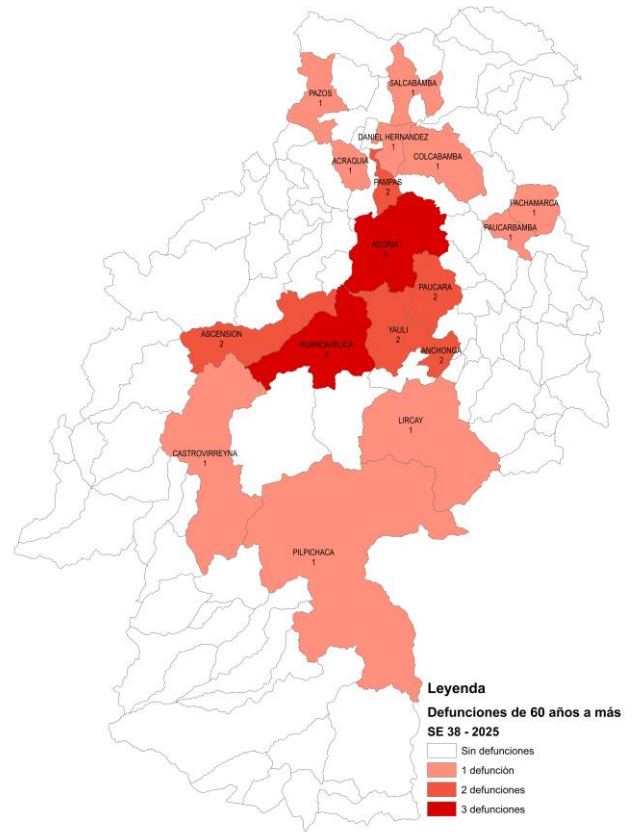 SALCABAMBA
1
PAZOS
1
DANIEL HERNANDEZ
1
COLCABAMBA
1
ACRAQUIA
1
PAMPAS
2
PACHAMARCA
1
PAUCARBAMBA
1
ACORIA
3
PAUCARA
2
ASCENSION
2
YAULI
2
HUANCAVELICA
3
ANCHONGA
2
LIRCAY
1
CASTROVIRREYNA
1
PILPICHACA
1
Leyenda
Defunciones de 60 años a más
SE 38 - 2025
Sin defunciones
1 defunciòn
2 defunciones
3 defunciones